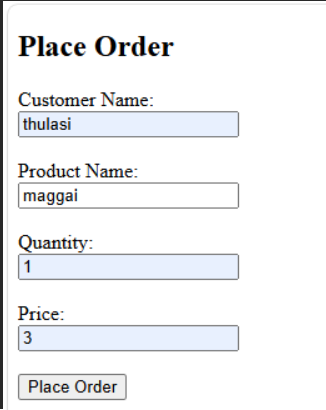 Place Order
Customer Name:
thulasi
Product Name:
maggai
Quantity:
1
Price:
3
Place Order